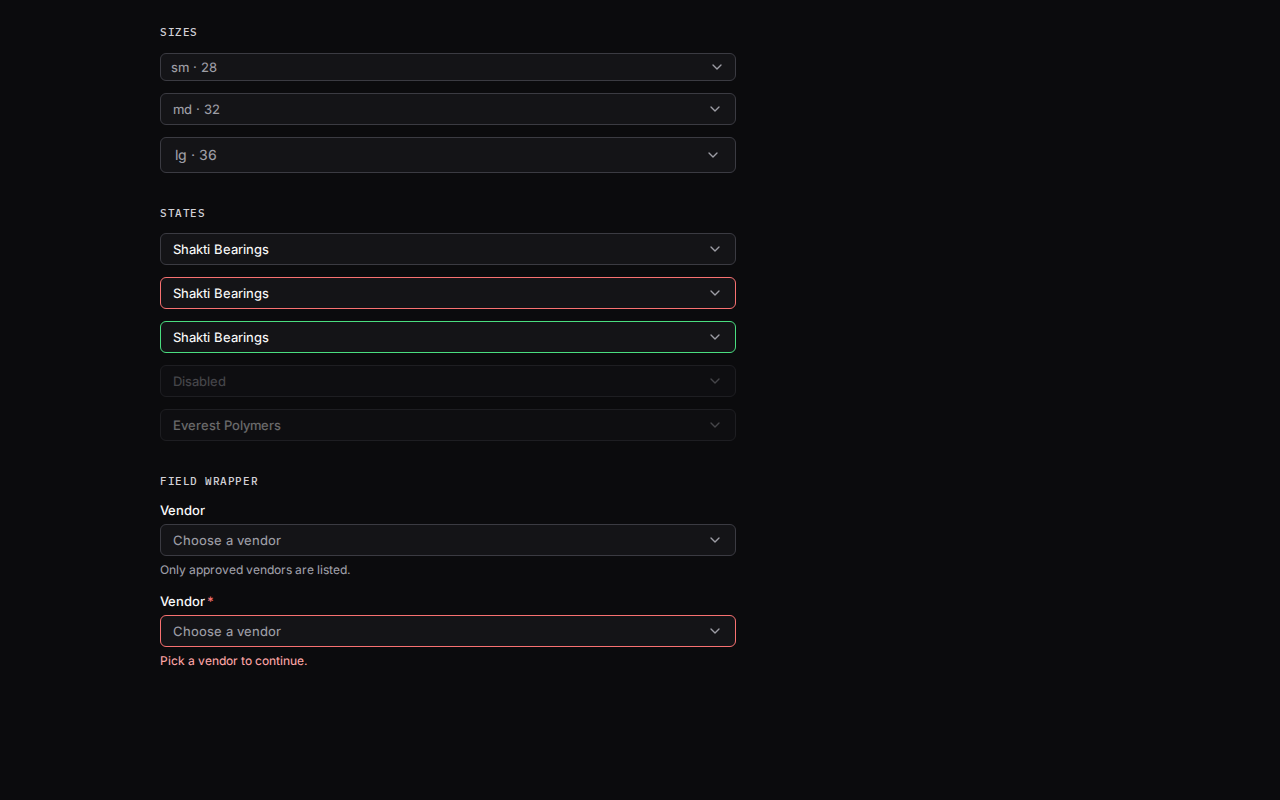 SIZES
sm · 28
md · 32
lg · 36
STATES
Shakti Bearings
Shakti Bearings
Shakti Bearings
Disabled
Everest Polymers
FIELD WRAPPER
Vendor
Choose a vendor
Only approved vendors are listed.
Vendor *
Choose a vendor
Pick a vendor to continue.